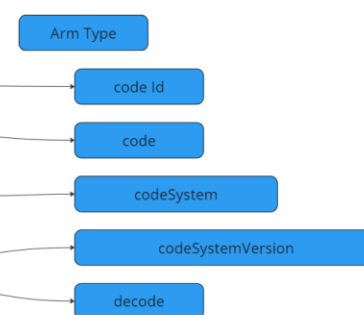 Arm Type
code Id
code
codeSystem
codeSystemVersion
decode